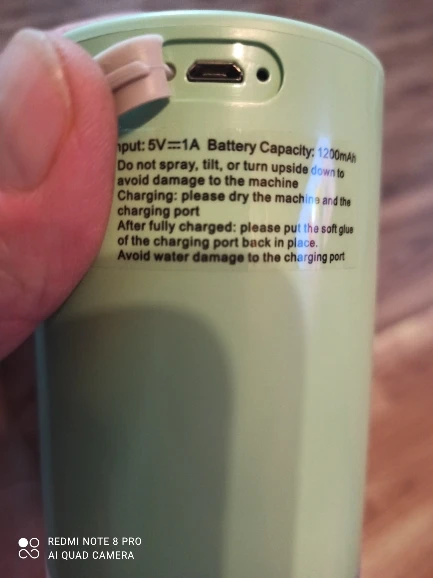 nput: 5V⎓1A Battery Capacity: 1200mAh
Do not spray, tilt, or turn upside down to
avoid damage to the machine
Charging: please dry the machine and the
charging port
After fully charged: please put the soft glue
of the charging port back in place.
Avoid water damage to the charging port
REDMI NOTE 8 PRO
AI QUAD CAMERA